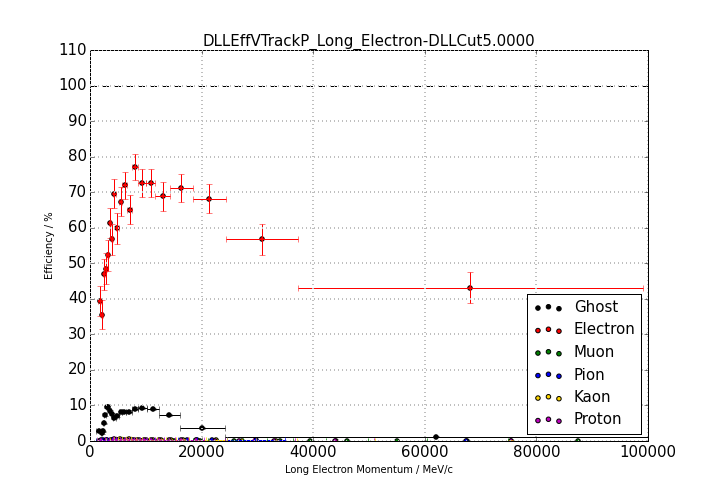 DLLEffVTrackP_Long_Electron-DLLCut5.0000
110
100
90
80
70
60
50
40
30
20
10
0
Efficiency / %
Ghost
Electron
Muon
Pion
Kaon
Proton
0 20000 40000 60000 80000 100000
Long Electron Momentum / MeV/c